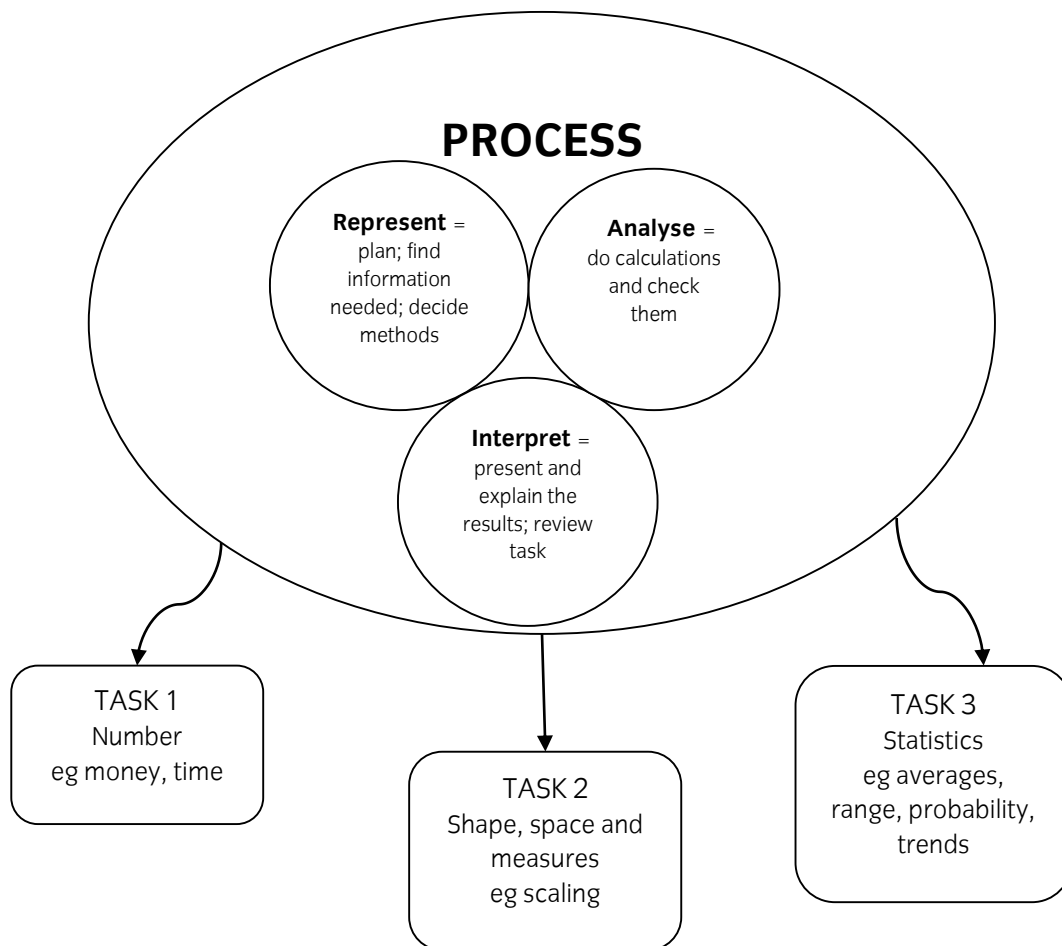 PROCESS
Represent =
plan; find
information
needed; decide
methods
Analyse =
do calculations
and check
them
Interpret =
present and
explain the
results; review
task
TASK 1
Number
eg money, time
TASK 2
Shape, space and
measures
eg scaling
TASK 3
Statistics
eg averages,
range, probability,
trends